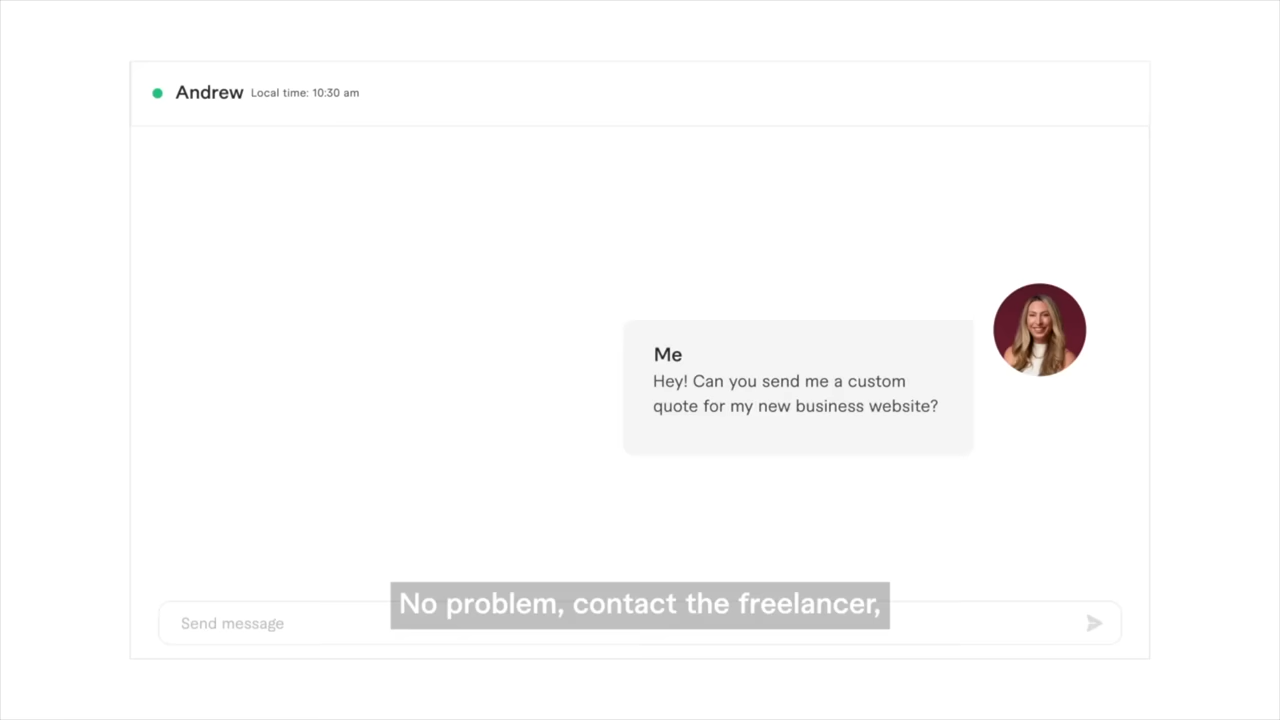 Andrew Local time: 10:30 am
Me
Hey! Can you send me a custom
quote for my new business website?
No problem, contact the freelancer,
Send message